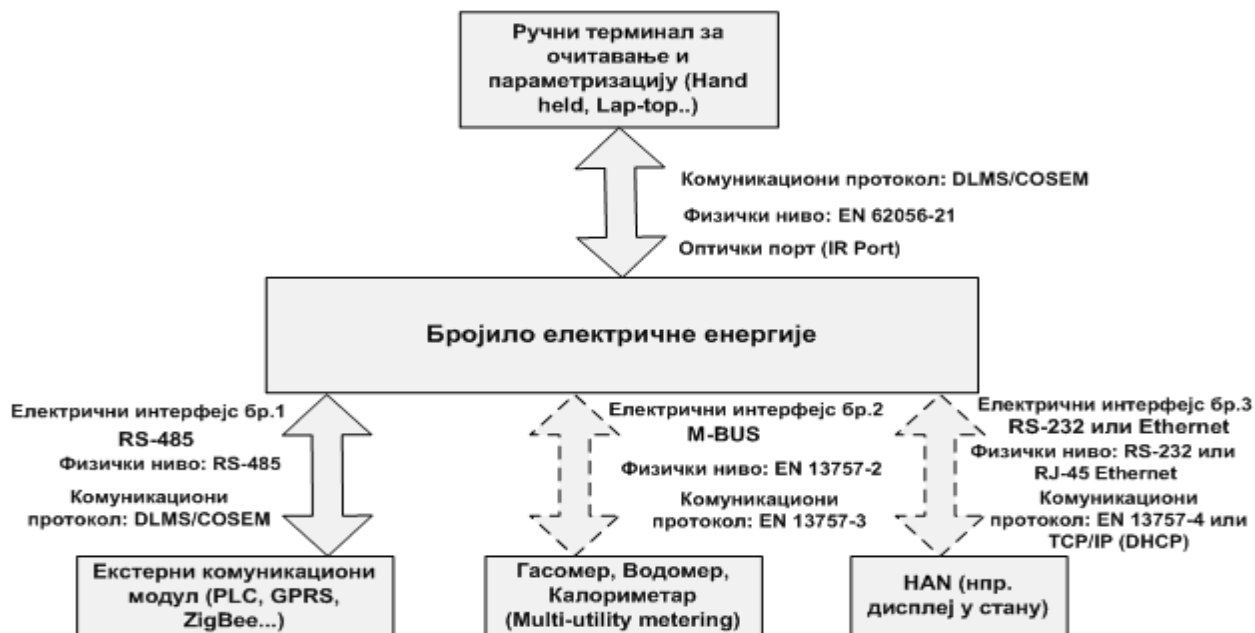 Ручни терминал за
очитавање и
параметризацију (Hand
held, Lap-top..)
Комуникациони протокол: DLMS/COSEM
Физички ниво: EN 62056-21
Оптички порт (IR Port)
Бројило електричне енергије
Електрични интерфејс бр.1
RS-485
Физички ниво: RS-485
Комуникациони
протокол: DLMS/COSEM
Електрични интерфејс бр.2
M-BUS
Физички ниво: EN 13757-2
Комуникациони
протокол: EN 13757-3
Електрични интерфејс бр.3
RS-232 или Ethernet
Физички ниво: RS-232 или
RJ-45 Ethernet
Комуникациони
протокол: EN 13757-4 или
TCP/IP (DHCP)
Екстерни комуникациони
модул (PLC, GPRS,
ZigBee...)
Гасомер, Водомер,
Калориметар
(Multi-utility metering)
HAN (нпр.
дисплеј у стану)